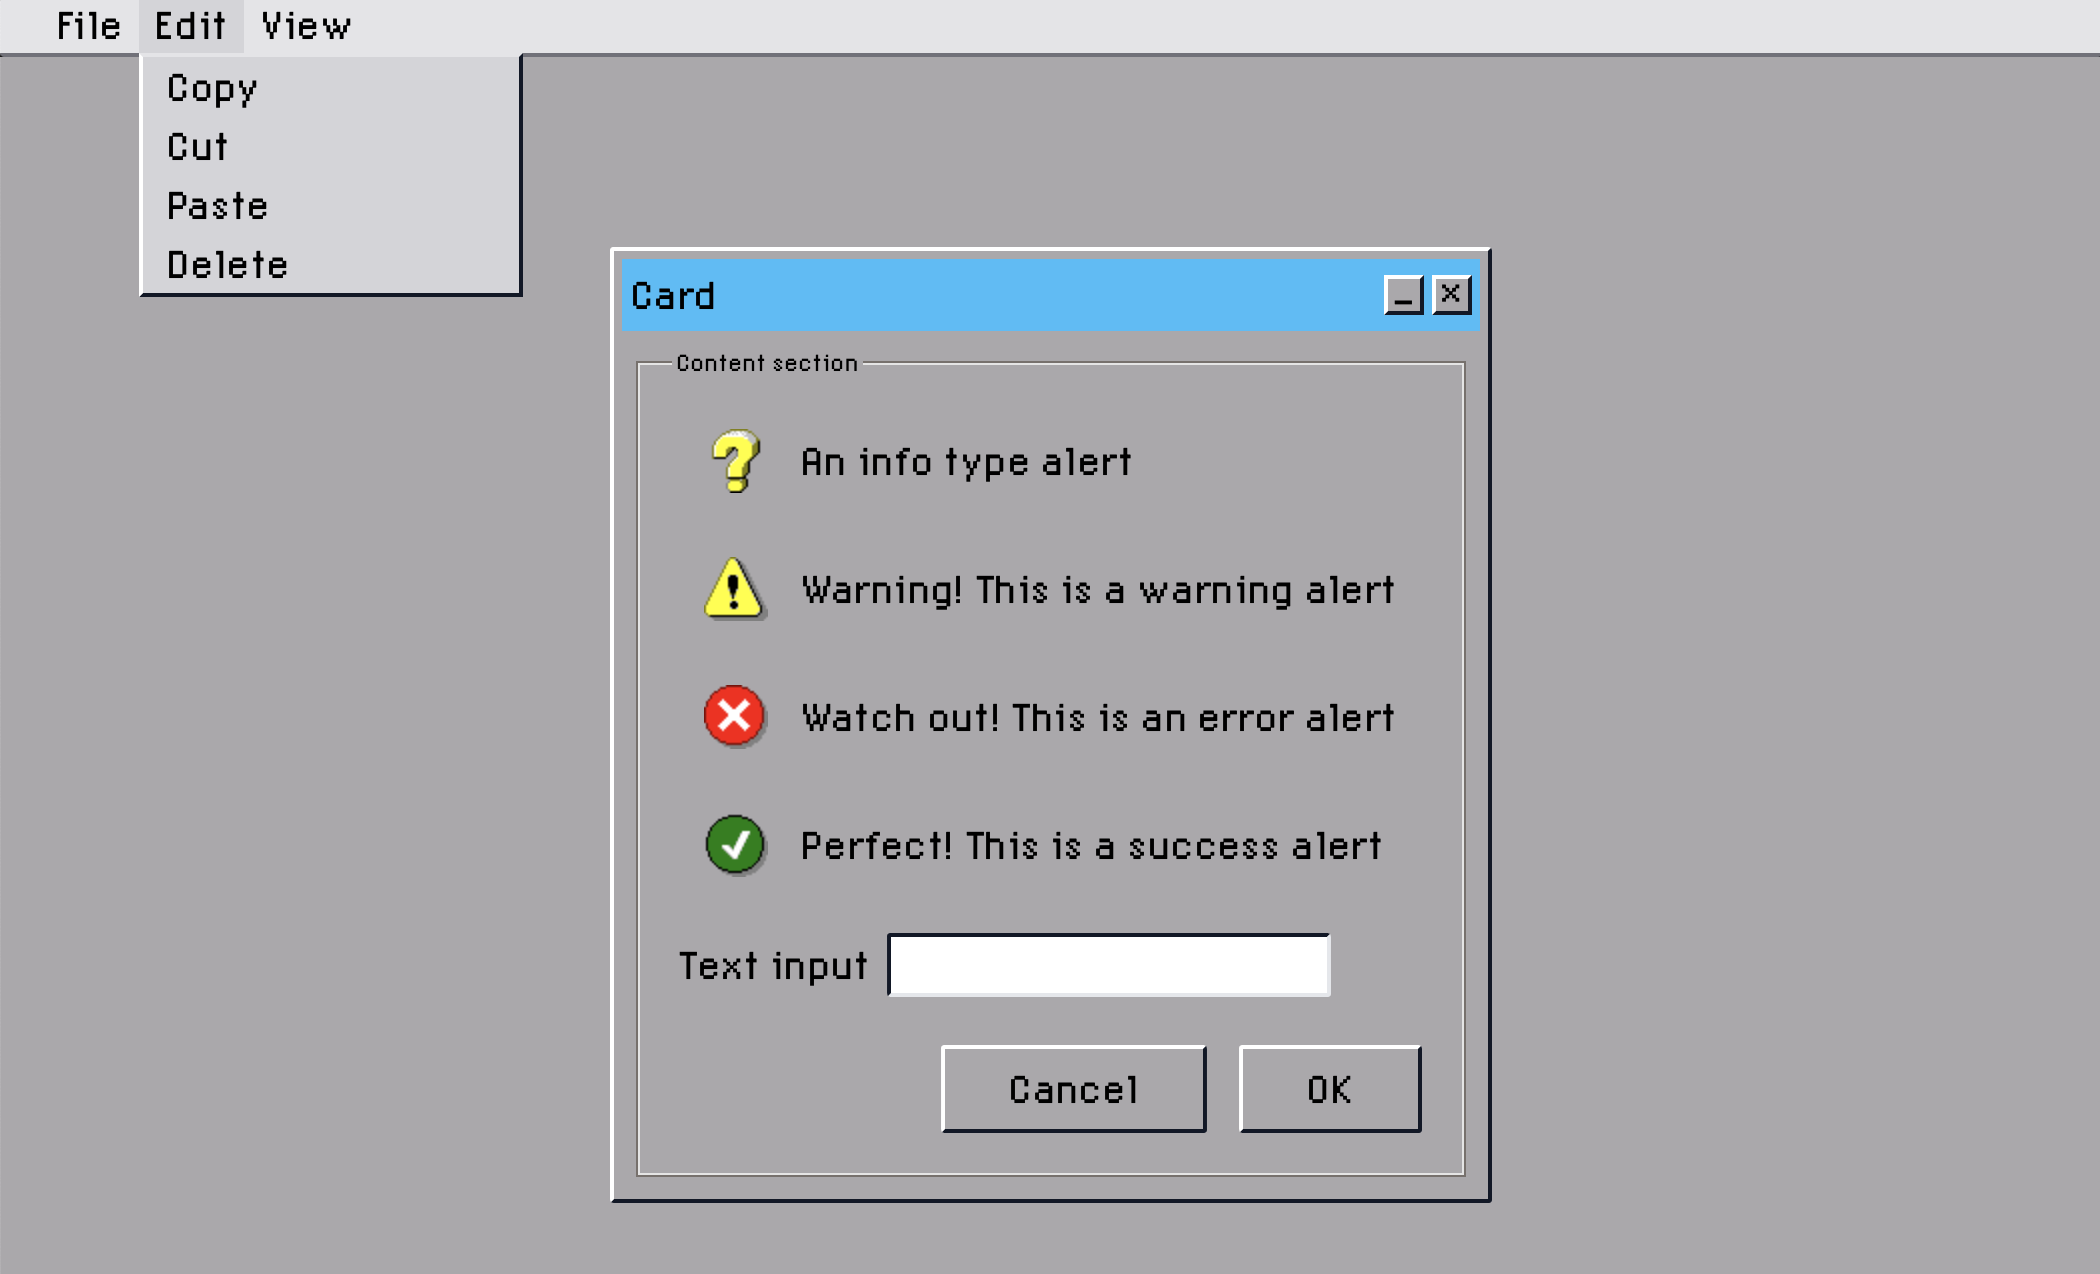 File Edit View
Copy
Cut
Paste
Delete
Card
Content section
An info type alert
Warning! This is a warning alert
Watch out! This is an error alert
Perfect! This is a success alert
Text input
Cancel OK